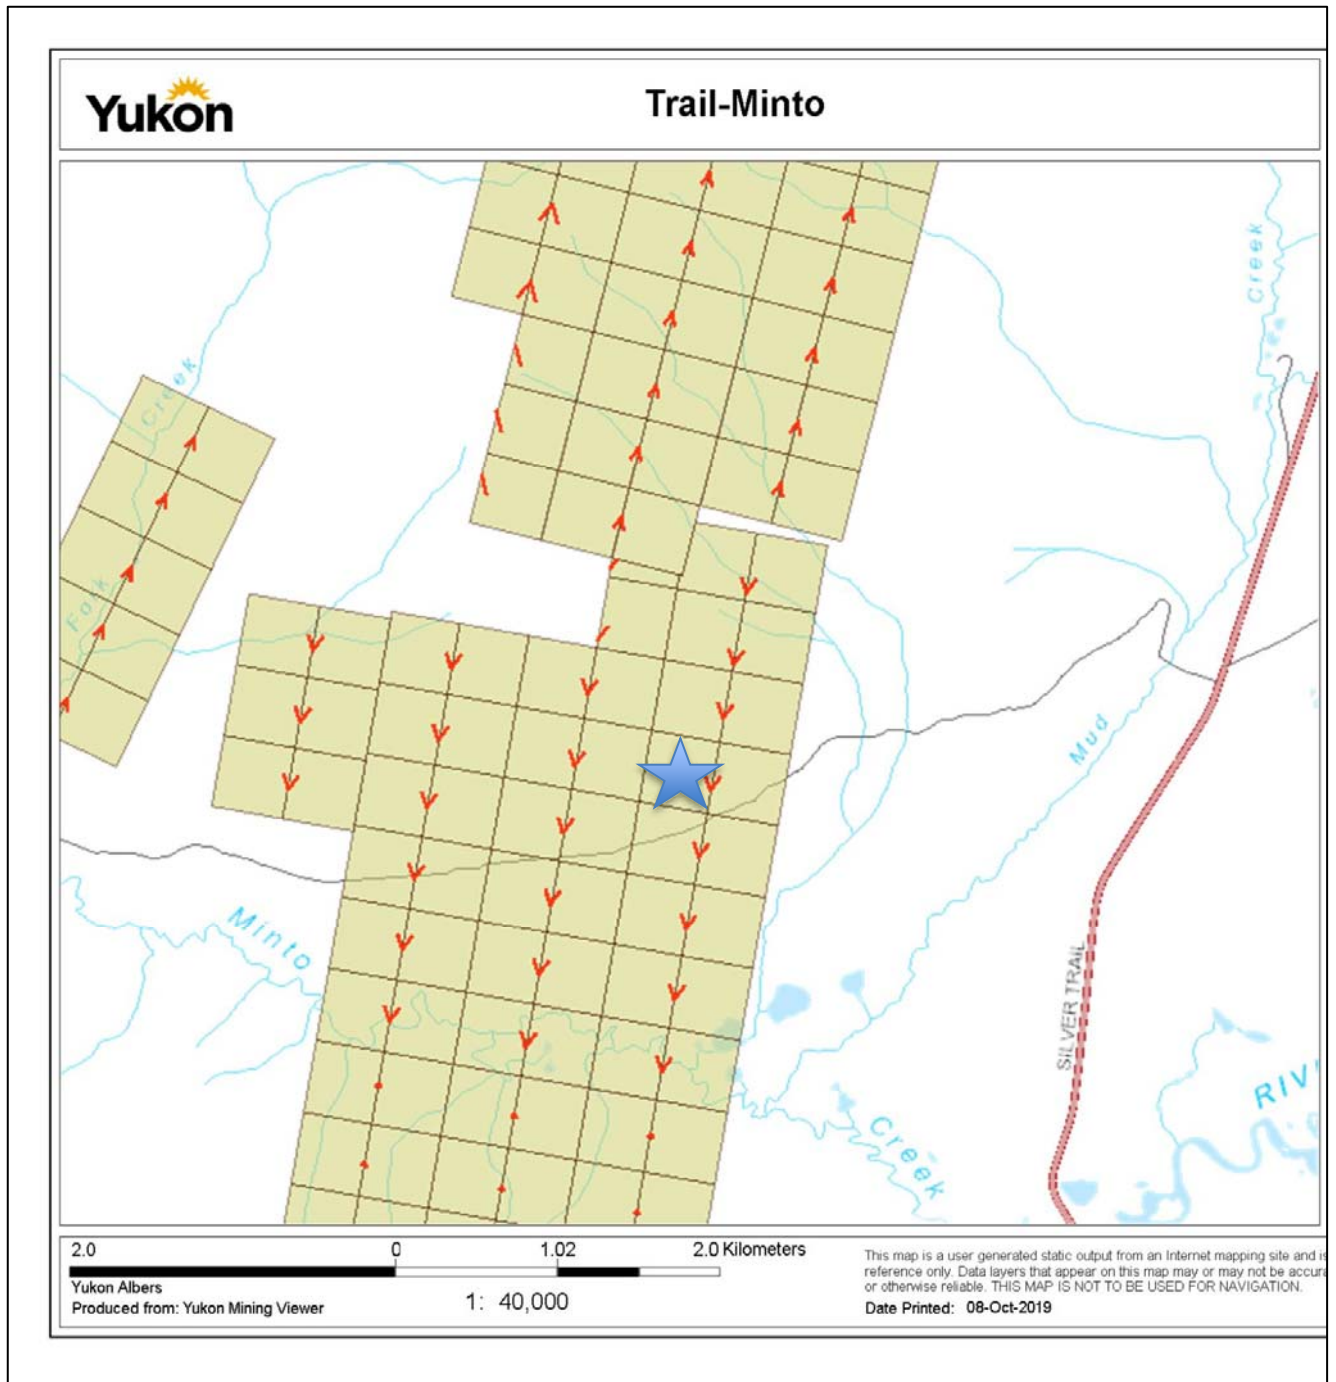 Yukon
Trail-Minto
Creek
Creek
Fork
Mud
Minto
SILVER TRAIL
Creek
RIV
2.0 0 1.02 2.0 Kilometers
Yukon Albers
Produced from: Yukon Mining Viewer
1: 40,000
This map is a user generated static output from an Internet mapping site and is
reference only. Data layers that appear on this map may or may not be accura
or otherwise reliable. THIS MAP IS NOT TO BE USED FOR NAVIGATION.
Date Printed: 08-Oct-2019